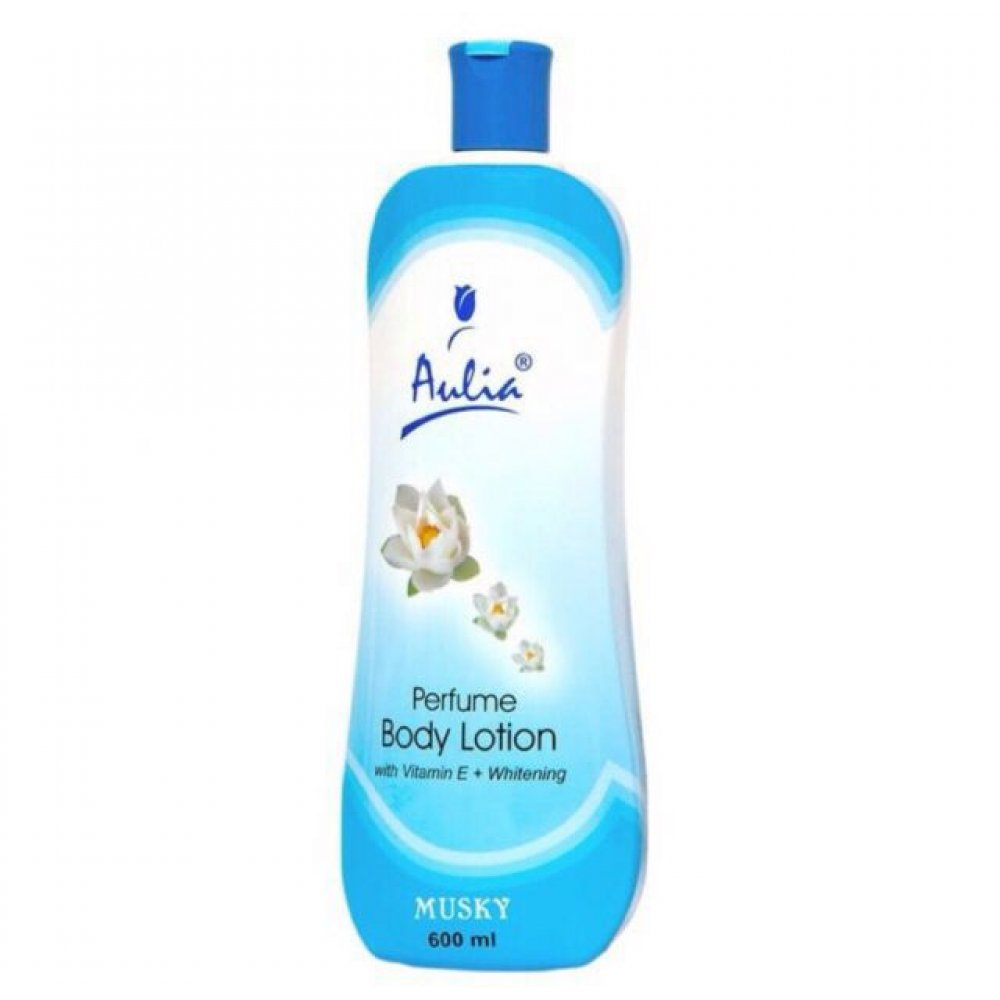 Aulia®
Perfume
Body Lotion
with Vitamin E + Whitening
MUSKY
600 ml